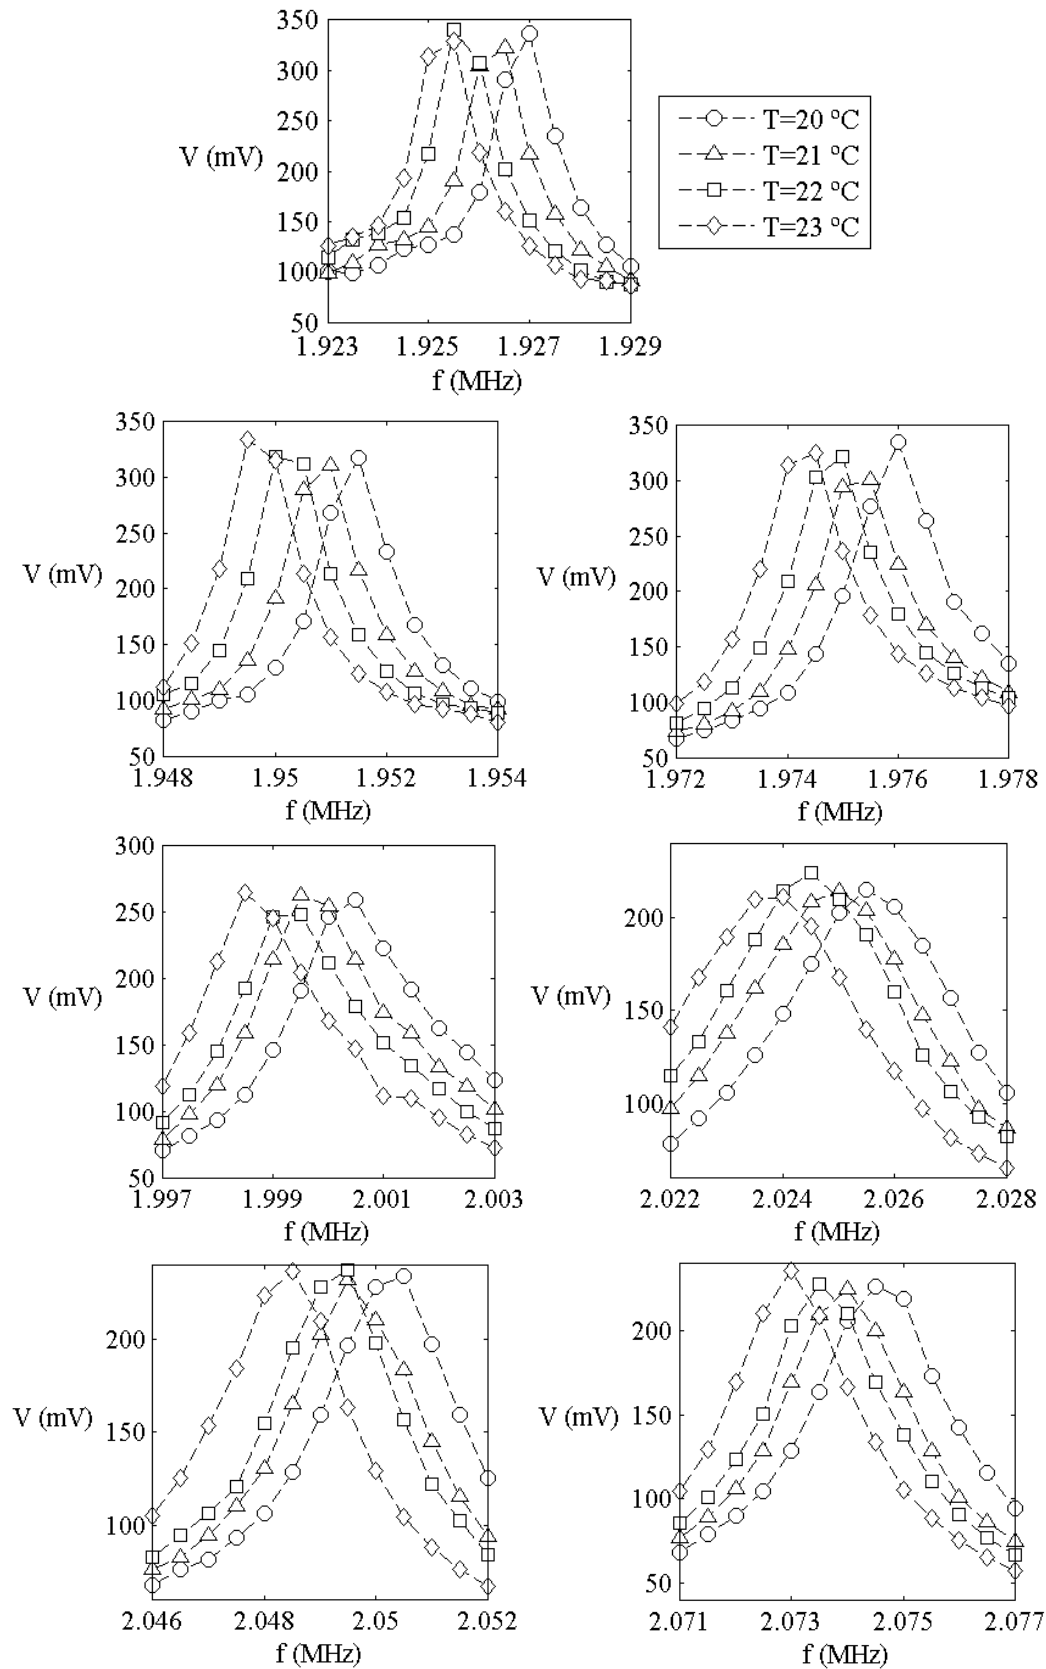 350
300
250
V (mV)
200
150
100
50
1.923 1.925 1.927 1.929
f (MHz)
T=20 ºC
T=21 ºC
T=22 ºC
T=23 ºC
350
300
250
V (mV)
200
150
100
50
1.948 1.95 1.952 1.954
f (MHz)
350
300
250
V (mV)
200
150
100
50
1.972 1.974 1.976 1.978
f (MHz)
300
250
200
V (mV)
150
100
50
1.997 1.999 2.001 2.003
f (MHz)
200
V (mV)
150
100
2.022 2.024 2.026 2.028
f (MHz)
200
V (mV)
150
100
2.046 2.048 2.05 2.052
f (MHz)
200
V (mV)
150
100
50
2.071 2.073 2.075 2.077
f (MHz)